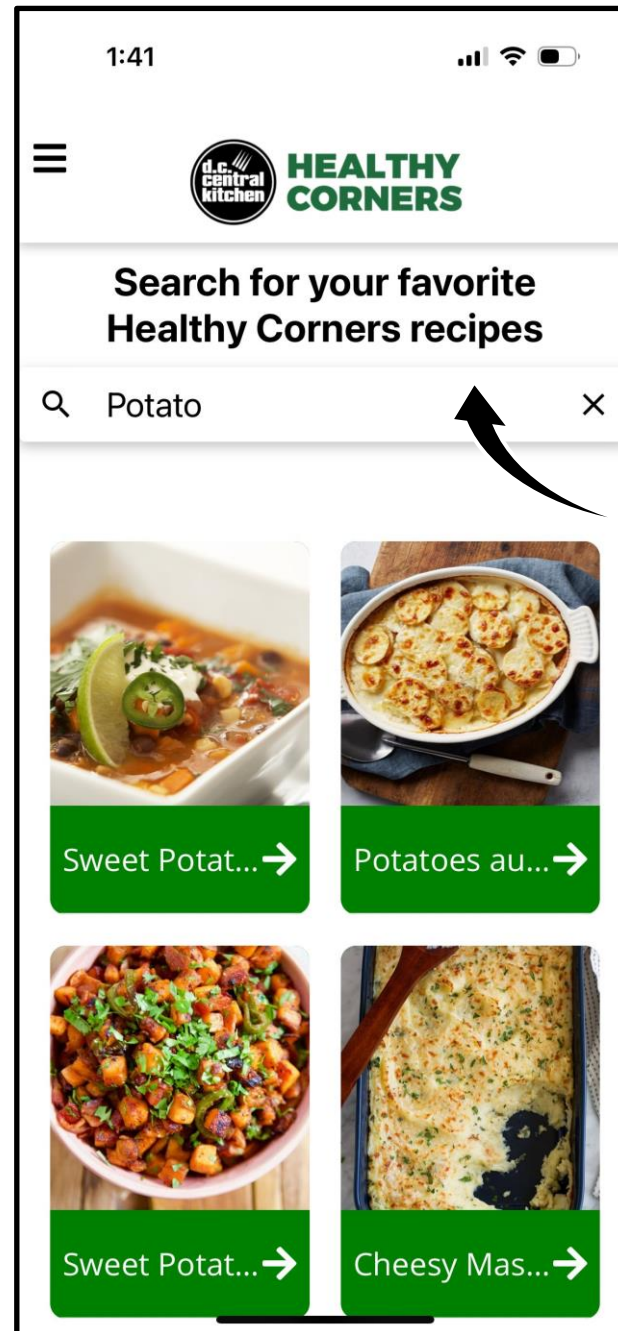 1:41
d.c.
central
kitchen
HEALTHY
CORNERS
Search for your favorite
Healthy Corners recipes
Potato
Sweet Potat...
Potatoes au...
Sweet Potat...
Cheesy Mas...